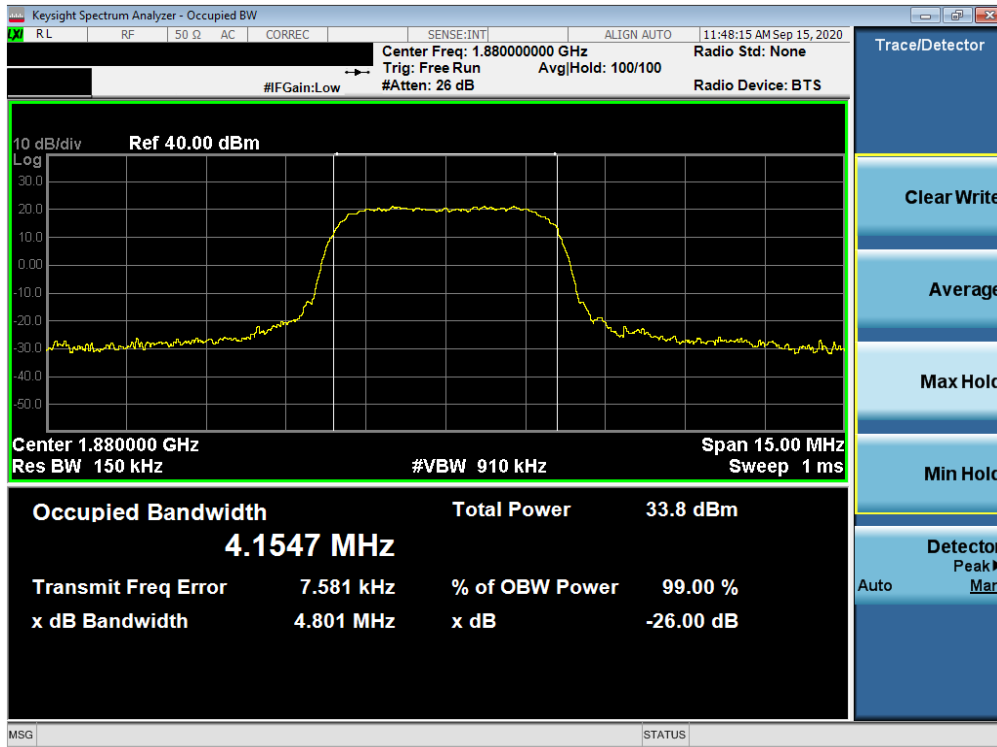 Keysight Spectrum Analyzer - Occupied BW
LXI RL RF 50 Ω AC CORREC SENSE:INT ALIGN AUTO 11:48:15 AM Sep 15, 2020
Center Freq: 1.880000000 GHz Radio Std: None
Trig: Free Run Avg|Hold: 100/100
#IFGain:Low #Atten: 26 dB Radio Device: BTS
10 dB/div Ref 40.00 dBm
Log
30.0
20.0
10.0
0.00
-10.0
-20.0
-30.0
-40.0
-50.0
Center 1.880000 GHz Span 15.00 MHz
Res BW 150 kHz #VBW 910 kHz Sweep 1 ms
Occupied Bandwidth Total Power 33.8 dBm
4.1547 MHz
Transmit Freq Error 7.581 kHz % of OBW Power 99.00 %
x dB Bandwidth 4.801 MHz x dB -26.00 dB
MSG STATUS
Trace/Detector
Clear Write
Average
Max Hold
Min Hold
Detector
Peak
Auto Man